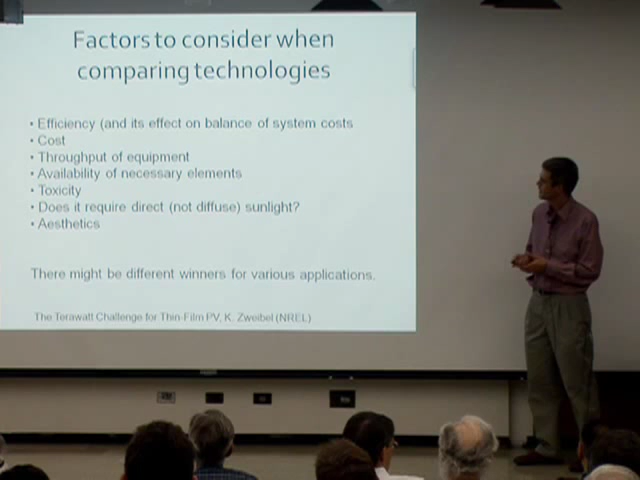 Factors to consider when
comparing technologies
• Efficiency (and its effect on balance of system costs
• Cost
• Throughput of equipment
• Availability of necessary elements
• Toxicity
• Does it require direct (not diffuse) sunlight?
• Aesthetics
There might be different winners for various applications.
The Terawatt Challenge for Thin-Film PV, K. Zweibel (NREL)